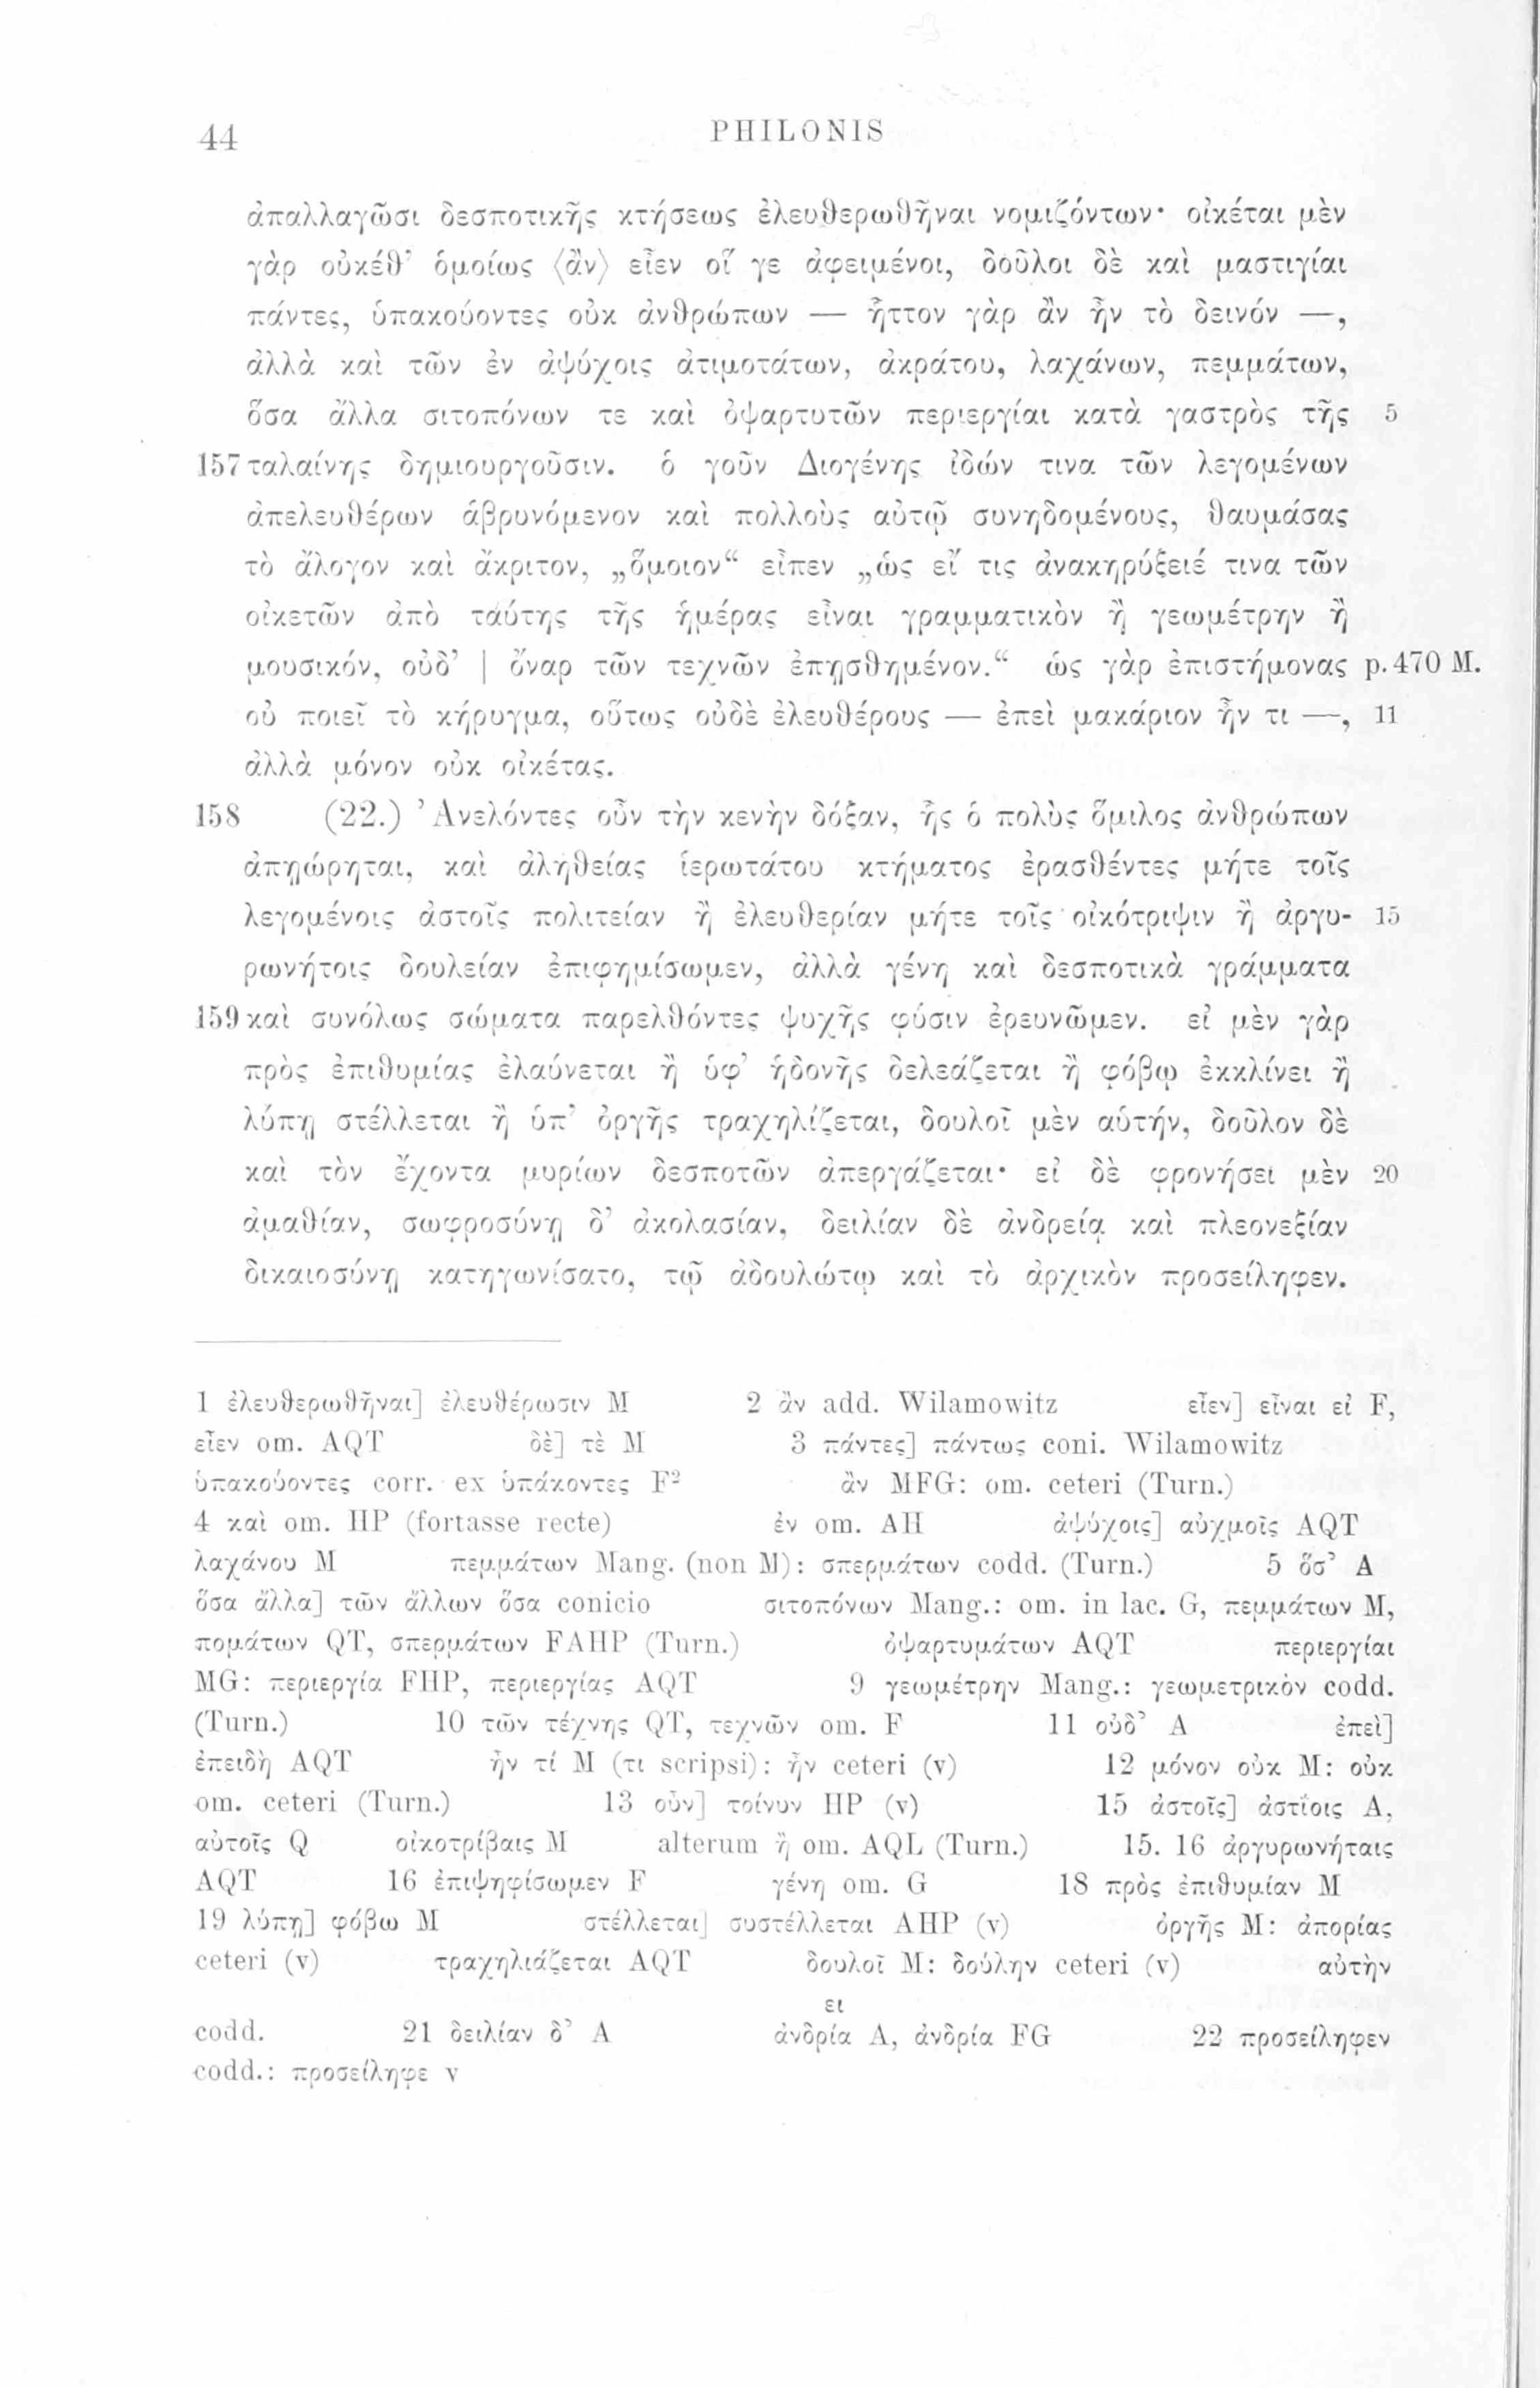 44 PHILONIS
ἀπαλλαγῶσι δεσποτικῆς κτήσεως ἐλευθερωθῆναι νομιζόντων· οἰκέται μὲν
γὰρ οὐκέθ’ ὁμοίως ⟨ἂν⟩ εἶεν οἵ γε ἀφειμένοι, δοῦλοι δὲ καὶ μαστιγίαι
πάντες, ὑπακούοντες οὐκ ἀνθρώπων — ἧττον γὰρ ἂν ἦν τὸ δεινόν —,
ἀλλὰ καὶ τῶν ἐν ἀψύχοις ἀτιμοτάτων, ἀκράτου, λαχάνων, πεμμάτων,
ὅσα ἄλλα σιτοπόνων τε καὶ ὀψαρτυτῶν περιεργίαι κατὰ γαστρὸς τῆς 5
157 ταλαίνης δημιουργοῦσιν. ὁ γοῦν Διογένης ἰδών τινα τῶν λεγομένων
ἀπελευθέρων ἁβρυνόμενον καὶ πολλοὺς αὐτῷ συνηδομένους, θαυμάσας
τὸ ἄλογον καὶ ἄκριτον, „ὅμοιον“ εἶπεν „ὡς εἴ τις ἀνακηρύξειέ τινα τῶν
οἰκετῶν ἀπὸ ταύτης τῆς ἡμέρας εἶναι γραμματικὸν ἢ γεωμέτρην ἢ
μουσικόν, οὐδ’ | ὄναρ τῶν τεχνῶν ἐπῃσθημένον.“ ὡς γὰρ ἐπιστήμονας p. 470 M.
οὐ ποιεῖ τὸ κήρυγμα, οὕτως οὐδὲ ἐλευθέρους — ἐπεὶ μακάριον ἦν τι —, 11
ἀλλὰ μόνον οὐκ οἰκέτας.
158 (22.) Ἀνελόντες οὖν τὴν κενὴν δόξαν, ἧς ὁ πολὺς ὅμιλος ἀνθρώπων
ἀπῃώρηται, καὶ ἀληθείας ἱερωτάτου κτήματος ἐρασθέντες μήτε τοῖς
λεγομένοις ἀστοῖς πολιτείαν ἢ ἐλευθερίαν μήτε τοῖς οἰκότριψιν ἢ ἀργυ- 15
ρωνήτοις δουλείαν ἐπιφημίσωμεν, ἀλλὰ γένη καὶ δεσποτικὰ γράμματα
159 καὶ συνόλως σώματα παρελθόντες ψυχῆς φύσιν ἐρευνῶμεν. εἰ μὲν γὰρ
πρὸς ἐπιθυμίας ἐλαύνεται ἢ ὑφ’ ἡδονῆς δελεάζεται ἢ φόβῳ ἐκκλίνει ἢ
λύπῃ στέλλεται ἢ ὑπ’ ὀργῆς τραχηλίζεται, δουλοῖ μὲν αὑτήν, δοῦλον δὲ
καὶ τὸν ἔχοντα μυρίων δεσποτῶν ἀπεργάζεται· εἰ δὲ φρονήσει μὲν 20
ἀμαθίαν, σωφροσύνῃ δ’ ἀκολασίαν, δειλίαν δὲ ἀνδρείᾳ καὶ πλεονεξίαν
δικαιοσύνῃ κατηγωνίσατο, τῷ ἀδουλώτῳ καὶ τὸ ἀρχικὸν προσείληφεν.
1 ἐλευθερωθῆναι] ἐλευθέρωσιν M 2 ἂν add. Wilamowitz εἶεν] εἶναι εἰ F,
εἶεν om. AQT δὲ] τὲ M 3 πάντες] πάντως coni. Wilamowitz
ὑπακούοντες corr. ex ὑπάκοντες F² ἂν MFG: om. ceteri (Turn.)
4 καὶ om. HP (fortasse recte) ἐν om. AH ἀψύχοις] αὐχμοῖς AQT
λαχάνου M πεμμάτων Mang. (non M): σπερμάτων codd. (Turn.) 5 ὅσ’ A
ὅσα ἄλλα] τῶν ἄλλων ὅσα conicio σιτοπόνων Mang.: om. in lac. G, πεμμάτων M,
πομάτων QT, σπερμάτων FAHP (Turn.) ὀψαρτυμάτων AQT περιεργίαι
MG: περιεργία FHP, περιεργίας AQT 9 γεωμέτρην Mang.: γεωμετρικὸν codd.
(Turn.) 10 τῶν τέχνης QT, τεχνῶν om. F 11 οὐδ’ A ἐπεὶ]
ἐπειδὴ AQT ἦν τί M (τι scripsi): ἦν ceteri (v) 12 μόνον οὐκ M: οὐκ
om. ceteri (Turn.) 13 οὖν] τοίνυν HP (v) 15 ἀστοῖς] ἀστίοις A,
αὐτοῖς Q οἰκοτρίβαις M alterum ἢ om. AQL (Turn.) 15. 16 ἀργυρωνήταις
AQT 16 ἐπιψηφίσωμεν F γένη om. G 18 πρὸς ἐπιθυμίαν M
19 λύπῃ] φόβω M στέλλεται] συστέλλεται AHP (v) ὀργῆς M: ἀπορίας
ceteri (v) τραχηλιάζεται AQT δουλοῖ M: δούλην ceteri (v) αὐτὴν
ει
codd. 21 δειλίαν δ’ A ἀνδρία A, ἀνδρία FG 22 προσείληφεν
codd.: προσείληφε v